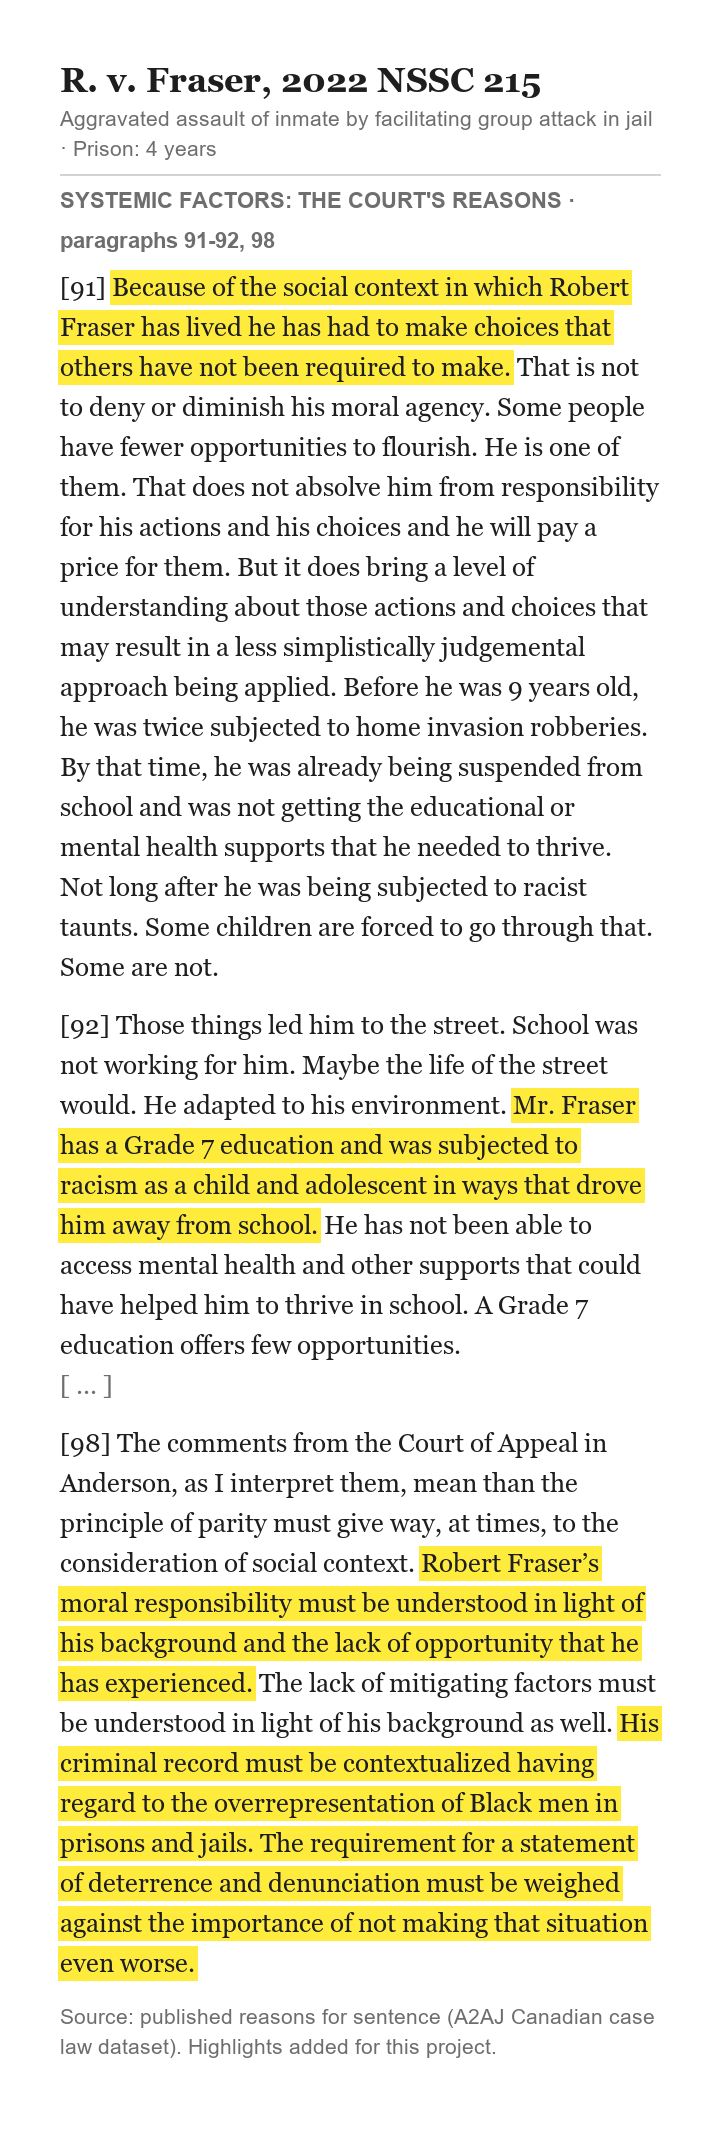 R. v. Fraser, 2022 NSSC 215
Aggravated assault of inmate by facilitating group attack in jail
· Prison: 4 years
SYSTEMIC FACTORS: THE COURT'S REASONS ·
paragraphs 91-92, 98
[91] Because of the social context in which Robert
Fraser has lived he has had to make choices that
others have not been required to make. That is not
to deny or diminish his moral agency. Some people
have fewer opportunities to flourish. He is one of
them. That does not absolve him from responsibility
for his actions and his choices and he will pay a
price for them. But it does bring a level of
understanding about those actions and choices that
may result in a less simplistically judgemental
approach being applied. Before he was 9 years old,
he was twice subjected to home invasion robberies.
By that time, he was already being suspended from
school and was not getting the educational or
mental health supports that he needed to thrive.
Not long after he was being subjected to racist
taunts. Some children are forced to go through that.
Some are not.
[92] Those things led him to the street. School was
not working for him. Maybe the life of the street
would. He adapted to his environment. Mr. Fraser
has a Grade 7 education and was subjected to
racism as a child and adolescent in ways that drove
him away from school. He has not been able to
access mental health and other supports that could
have helped him to thrive in school. A Grade 7
education offers few opportunities.
[ ... ]
[98] The comments from the Court of Appeal in
Anderson, as I interpret them, mean than the
principle of parity must give way, at times, to the
consideration of social context. Robert Fraser’s
moral responsibility must be understood in light of
his background and the lack of opportunity that he
has experienced. The lack of mitigating factors must
be understood in light of his background as well. His
criminal record must be contextualized having
regard to the overrepresentation of Black men in
prisons and jails. The requirement for a statement
of deterrence and denunciation must be weighed
against the importance of not making that situation
even worse.
Source: published reasons for sentence (A2AJ Canadian case
law dataset). Highlights added for this project.